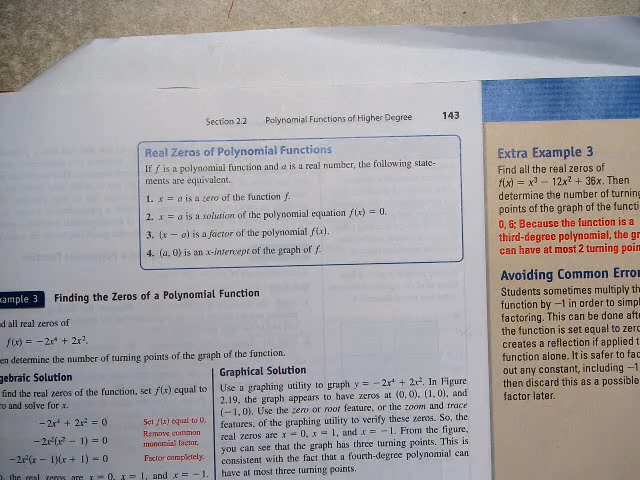 Section 2.2 Polynomial Functions of Higher Degree 143
Real Zeros of Polynomial Functions
If f is a polynomial function and a is a real number, the following state-
ments are equivalent.
1. x = a is a zero of the function f.
2. x = a is a solution of the polynomial equation f(x) = 0.
3. (x − a) is a factor of the polynomial f(x).
4. (a, 0) is an x-intercept of the graph of f.
ample 3 Finding the Zeros of a Polynomial Function
d all real zeros of
f(x) = −2x⁴ + 2x².
en determine the number of turning points of the graph of the function.
gebraic Solution
find the real zeros of the function, set f(x) equal to
o and solve for x.
−2x⁴ + 2x² = 0 Set f(x) equal to 0.
−2x²(x² − 1) = 0 Remove common monomial factor.
−2x²(x − 1)(x + 1) = 0 Factor completely.
the real zeros are x = 0, x = 1, and x = −1.
Graphical Solution
Use a graphing utility to graph y = −2x⁴ + 2x². In Figure
2.19, the graph appears to have zeros at (0, 0), (1, 0), and
(−1, 0). Use the zero or root feature, or the zoom and trace
features, of the graphing utility to verify these zeros. So, the
real zeros are x = 0, x = 1, and x = −1. From the figure,
you can see that the graph has three turning points. This is
consistent with the fact that a fourth-degree polynomial can
have at most three turning points.
Extra Example 3
Find all the real zeros of
f(x) = x³ − 12x² + 36x. Then
determine the number of turning
points of the graph of the functi
0, 6; Because the function is a
third-degree polynomial, the gr
can have at most 2 turning poin
Avoiding Common Error
Students sometimes multiply th
function by −1 in order to simpl
factoring. This can be done afte
the function is set equal to zero
creates a reflection if applied t
function alone. It is safer to fac
out any constant, including −1
then discard this as a possible
factor later.